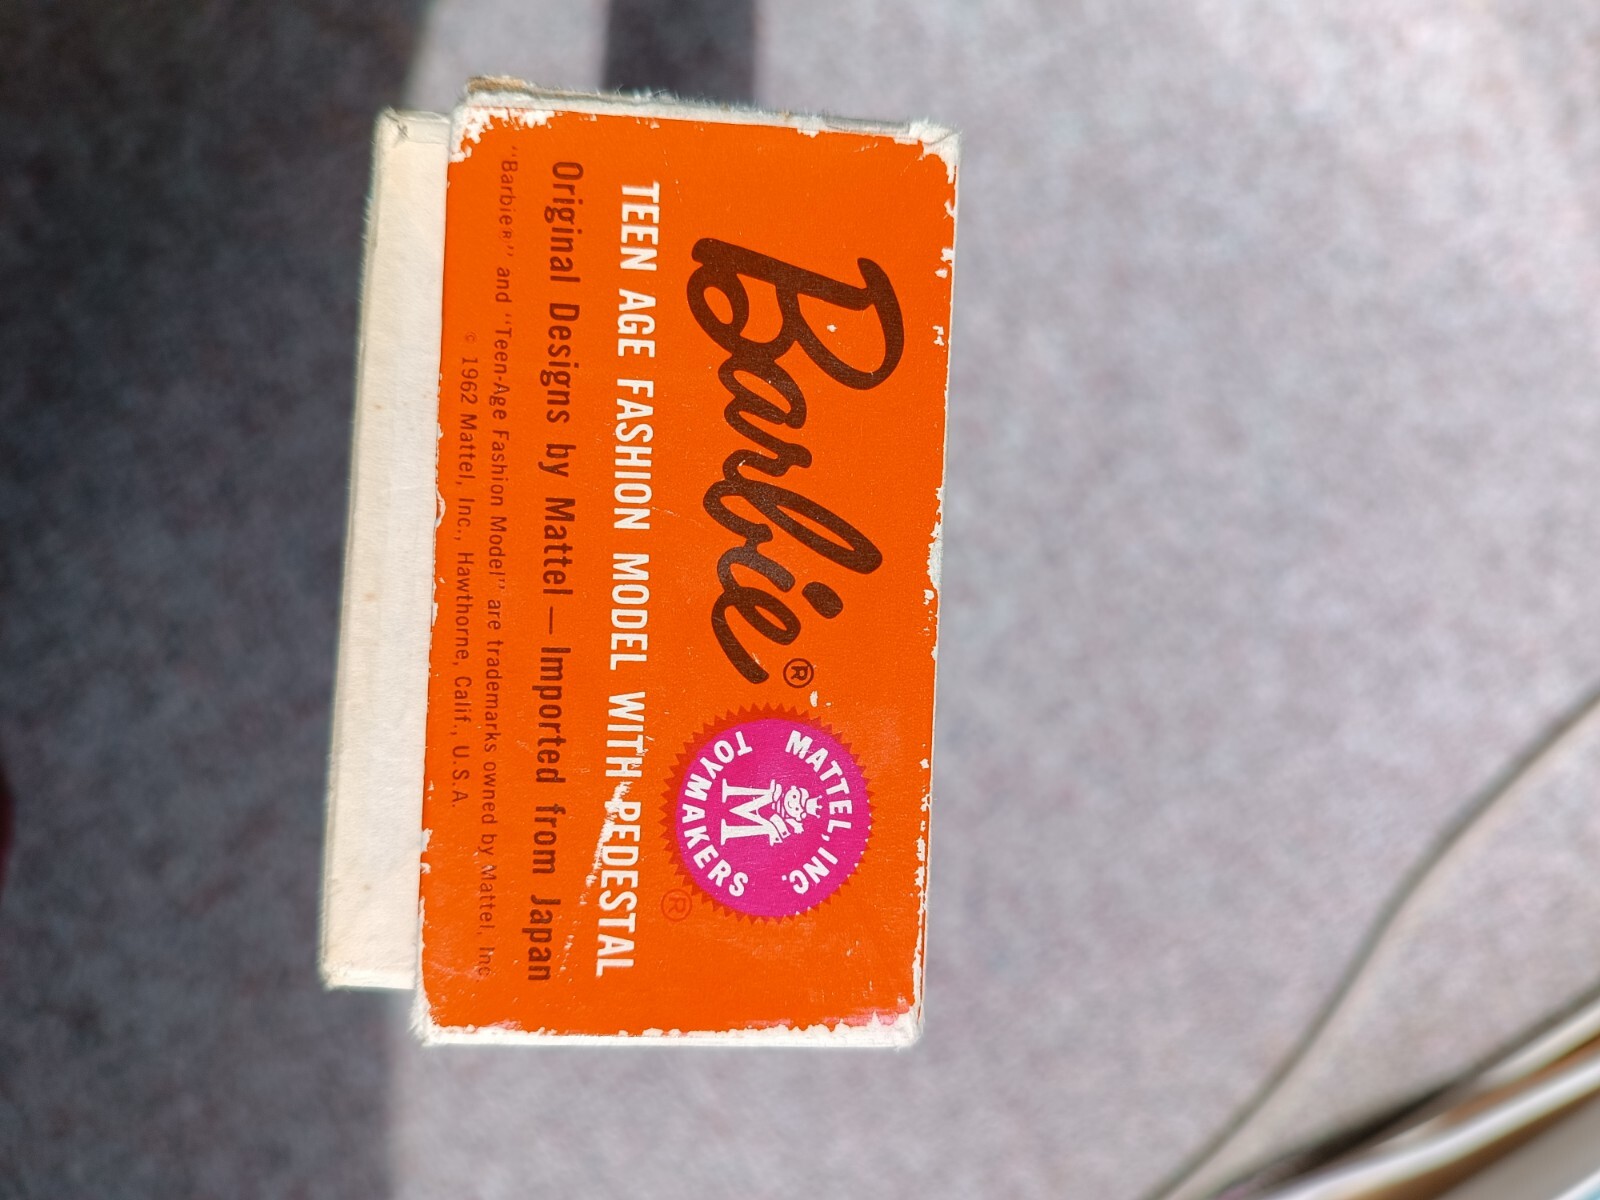 Barbie®
MATTEL, INC.
M
TOYMAKERS
®
TEEN AGE FASHION MODEL WITH PEDESTAL
Original Designs by Mattel — Imported from Japan
"Barbie®" and "Teen-Age Fashion Model" are trademarks owned by Mattel, Inc.
© 1962 Mattel, Inc., Hawthorne, Calif., U.S.A.